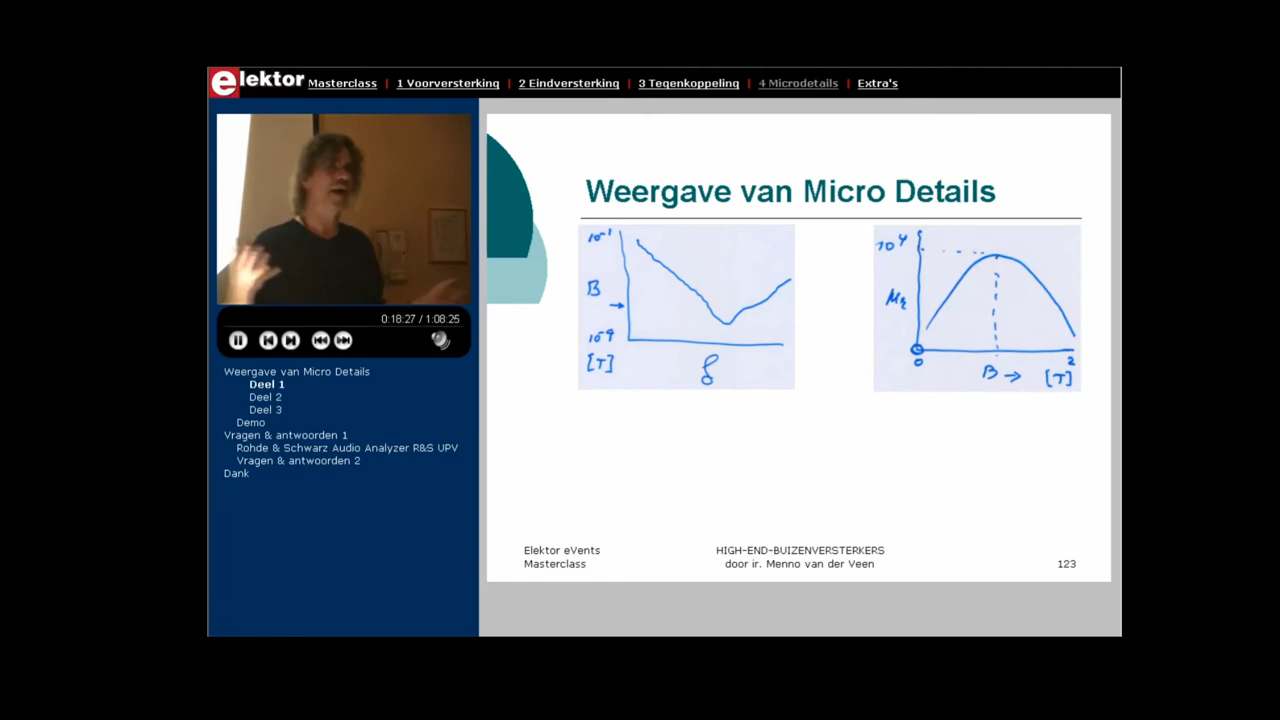 elektor Masterclass | 1 Voorversterking | 2 Eindversterking | 3 Tegenkoppeling | 4 Microdetails | Extra's
0:18:27 / 1:08:25
Weergave van Micro Details
Deel 1
Deel 2
Deel 3
Demo
Vragen & antwoorden 1
Rohde & Schwarz Audio Analyzer R&S UPV
Vragen & antwoorden 2
Dank
Weergave van Micro Details
10⁻¹
B
[T]
10⁴
0
2
B → [T]
Elektor eVents
Masterclass
HIGH-END-BUIZENVERSTERKERS
door ir. Menno van der Veen
123